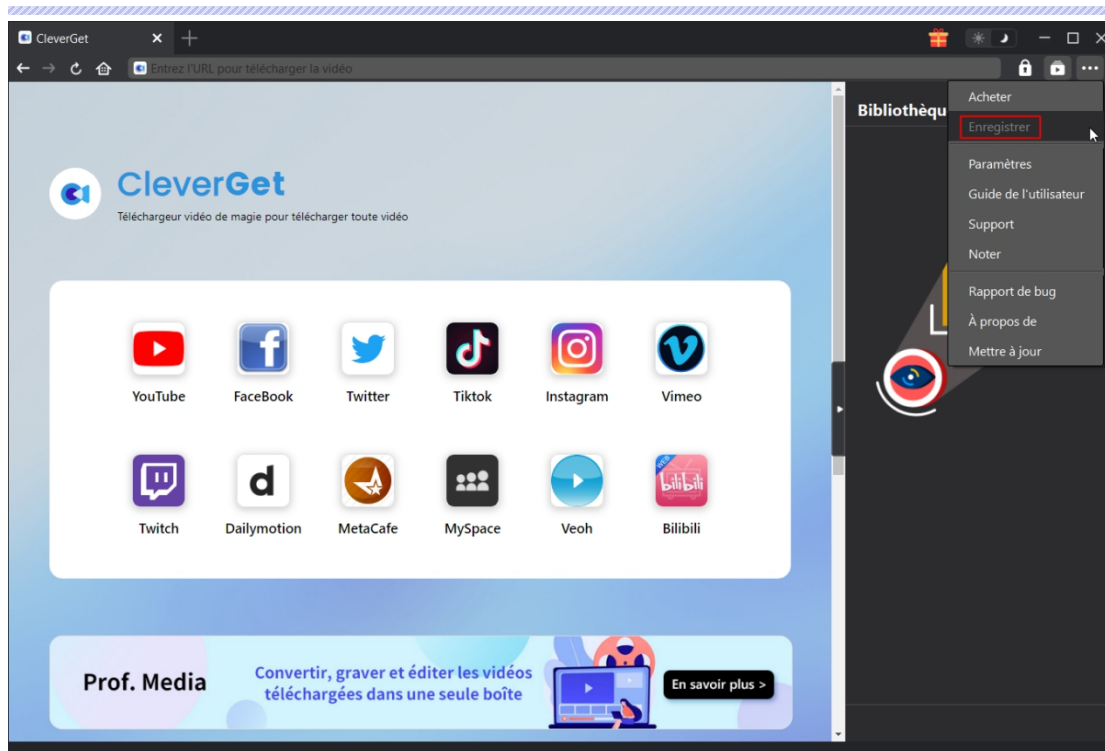 CleverGet
Entrez l'URL pour télécharger la vidéo
Acheter
Enregistrer
Paramètres
Guide de l'utilisateur
Support
Noter
Rapport de bug
À propos de
Mettre à jour
Bibliothèqu
CleverGet
Téléchargeur vidéo de magie pour télécharger toute vidéo
YouTube FaceBook Twitter Tiktok Instagram Vimeo
Twitch Dailymotion MetaCafe MySpace Veoh Bilibili
WEB
bilibili
Prof. Media
Convertir, graver et éditer les vidéos
téléchargées dans une seule boîte
En savoir plus >